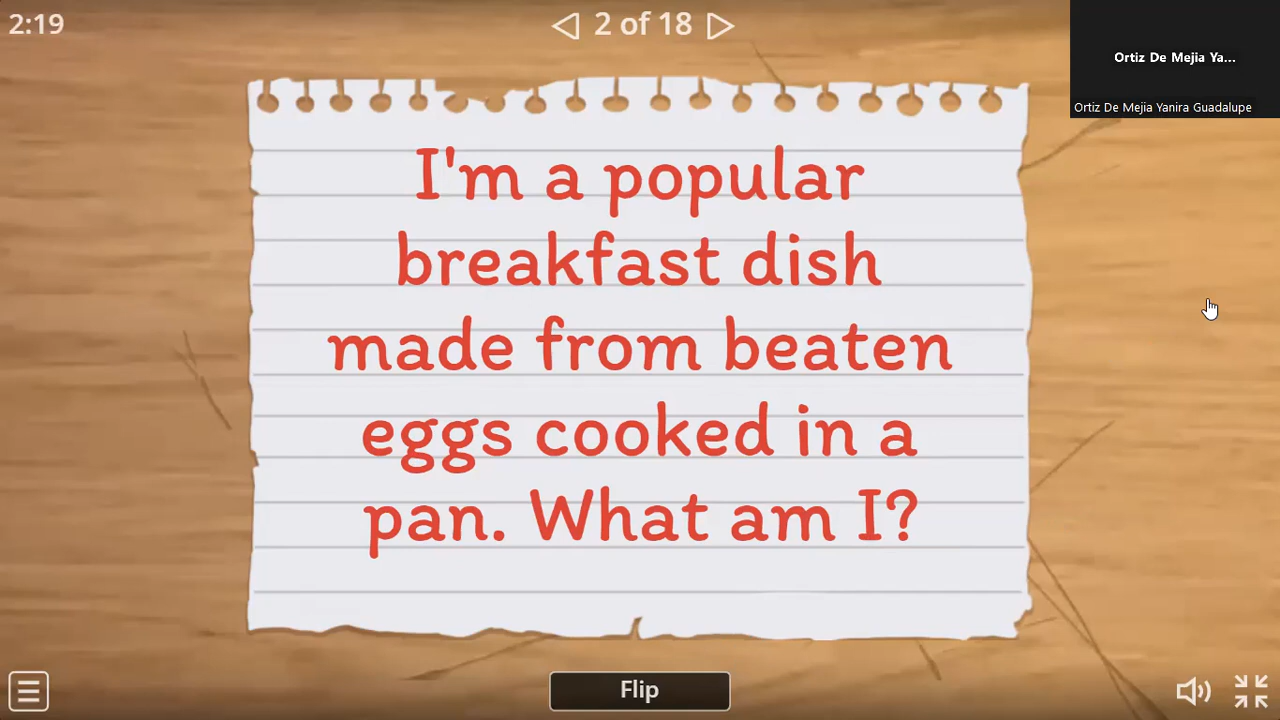 2:19
2 of 18
Ortiz De Mejia Ya...
Ortiz De Mejia Yanira Guadalupe
I'm a popular
breakfast dish
made from beaten
eggs cooked in a
pan. What am I?
Flip